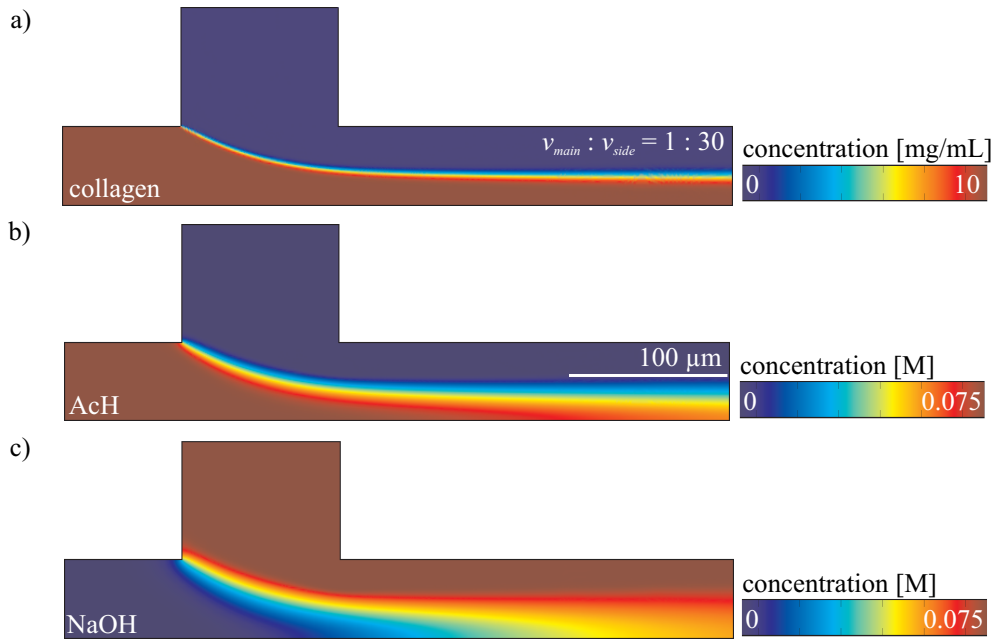 a)
v_main : v_side = 1 : 30
collagen
concentration [mg/mL]
0 10
b)
100 µm
AcH
concentration [M]
0 0.075
c)
NaOH
concentration [M]
0 0.075